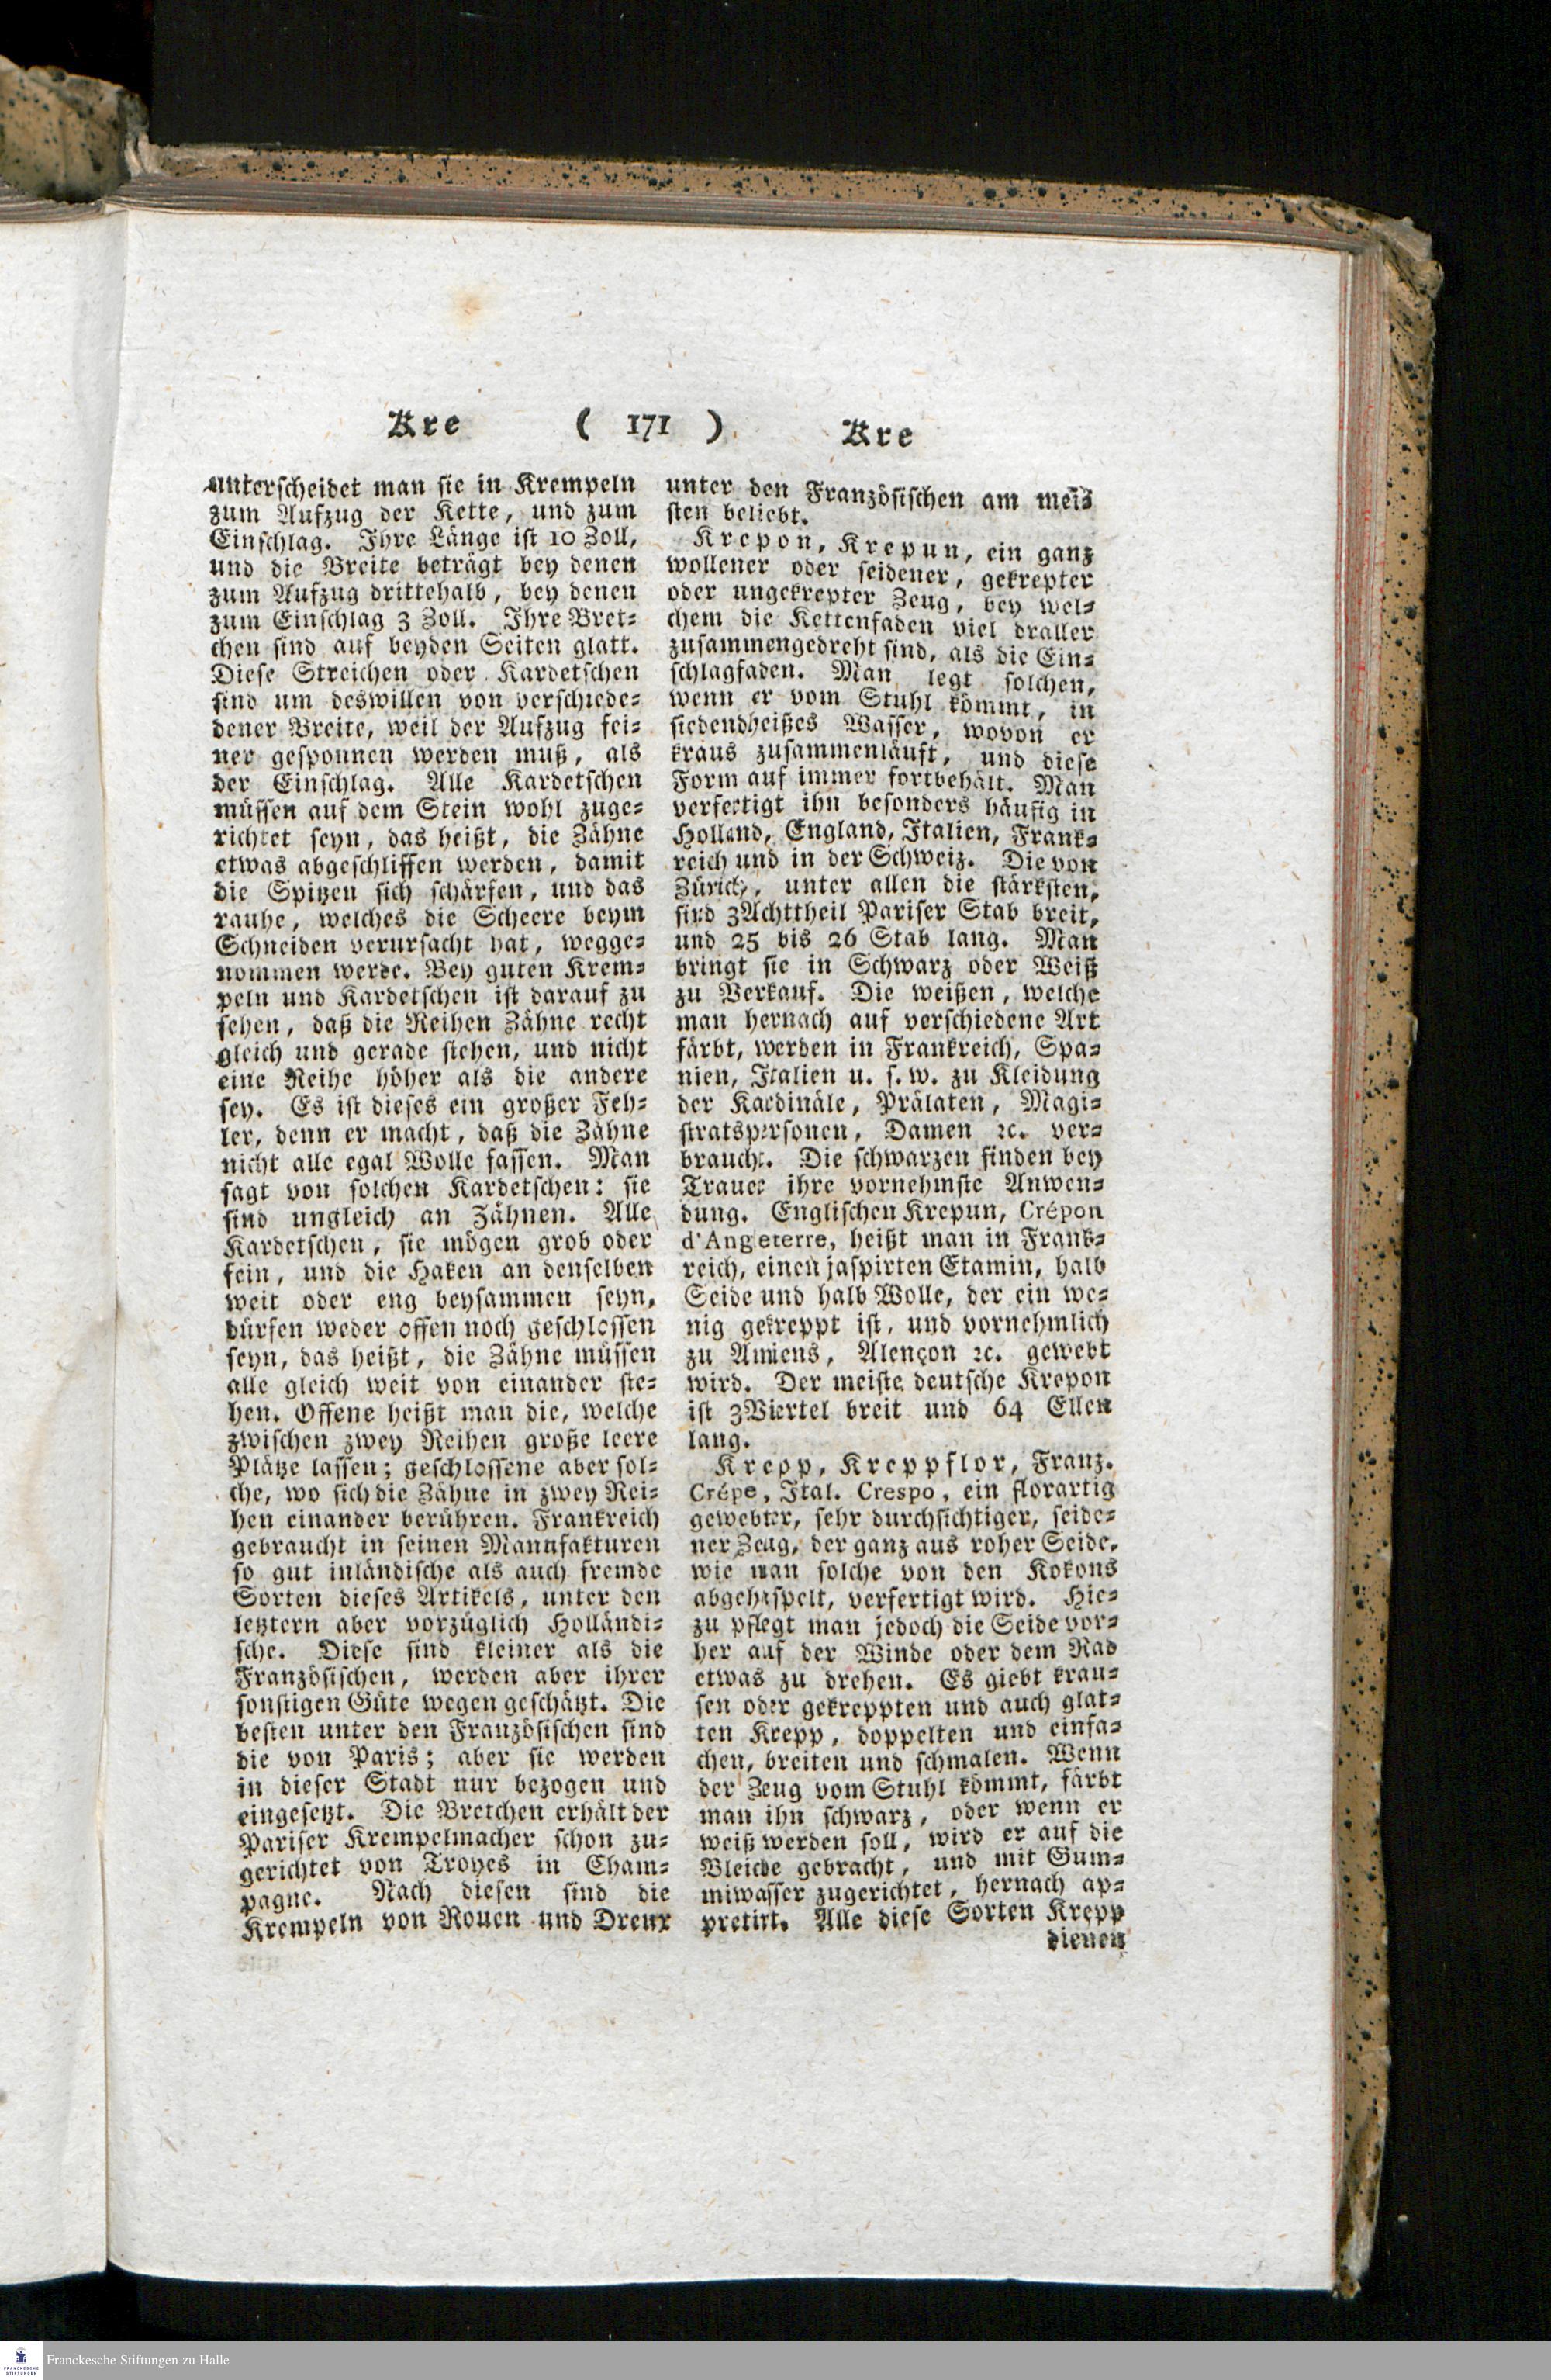 Kre ( 171 ) Kre
unterscheidet man sie in Krempeln
zum Aufzug der Kette, und zum
Einschlag. Ihre Länge ist 10 Zoll,
und die Breite beträgt bey denen
zum Aufzug drittehalb, bey denen
zum Einschlag 3 Zoll. Ihre Bret-
chen sind auf beyden Seiten glatt.
Diese Streichen oder Kardetschen
sind um deswillen von verschiede-
dener Breite, weil der Aufzug fei-
ner gesponnen werden muß, als
der Einschlag. Alle Kardetschen
müssen auf dem Stein wohl zuge-
richtet seyn, das heißt, die Zähne
etwas abgeschliffen werden, damit
die Spitzen sich schärfen, und das
rauhe, welches die Scheere beym
Schneiden verursacht hat, wegge-
nommen werde. Bey guten Krem-
peln und Kardetschen ist darauf zu
sehen, daß die Reihen Zähne recht
gleich und gerade stehen, und nicht
eine Reihe höher als die andere
sey. Es ist dieses ein großer Feh-
ler, denn er macht, daß die Zähne
nicht alle egal Wolle fassen. Man
sagt von solchen Kardetschen: sie
sind ungleich an Zähnen. Alle
Kardetschen, sie mögen grob oder
fein, und die Haken an denselben
weit oder eng beysammen seyn,
dürfen weder offen noch geschlossen
seyn, das heißt, die Zähne müssen
alle gleich weit von einander ste-
hen. Offene heißt man die, welche
zwischen zwey Reihen große leere
Plätze lassen; geschlossene aber sol-
che, wo sich die Zähne in zwey Rei-
hen einander berühren. Frankreich
gebraucht in seinen Manufakturen
so gut inländische als auch fremde
Sorten dieses Artikels, unter den
letztern aber vorzüglich Holländi-
sche. Diese sind kleiner als die
Französischen, werden aber ihrer
sonstigen Güte wegen geschätzt. Die
besten unter den Französischen sind
die von Paris; aber sie werden
in dieser Stadt nur bezogen und
eingesetzt. Die Bretchen erhält der
Pariser Krempelmacher schon zu-
gerichtet von Troyes in Cham-
pagne. Nach diesen sind die
Krempeln von Rouen und Dreux
unter den Französischen am meis
sten beliebt.
Krepon, Krepun, ein ganz
wollener oder seidener, gekrepter
oder ungekrepter Zeug, bey wel-
chem die Kettenfaden viel draller
zusammengedreht sind, als die Ein-
schlagfaden. Man legt solchen,
wenn er vom Stuhl kömmt, in
siedendheißes Wasser, wovon er
kraus zusammenläuft, und diese
Form auf immer fortbehält. Man
verfertigt ihn besonders häufig in
Holland, England, Italien, Frank-
reich und in der Schweiz. Die von
Zürich, unter allen die stärksten,
sind 3Achttheil Pariser Stab breit,
und 25 bis 26 Stab lang. Man
bringt sie in Schwarz oder Weiß
zu Verkauf. Die weißen, welche
man hernach auf verschiedene Art
färbt, werden in Frankreich, Spa-
nien, Italien u. s. w. zu Kleidung
der Kardinäle, Prälaten, Magi-
stratspersonen, Damen ꝛc. ver-
braucht. Die schwarzen finden bey
Trauer ihre vornehmste Anwen-
dung. Englischen Krepun, Crépon
d'Angleterre, heißt man in Frank-
reich, einen jaspirten Etamin, halb
Seide und halb Wolle, der ein we-
nig gekreppt ist, und vornehmlich
zu Amiens, Alençon ꝛc. gewebt
wird. Der meiste deutsche Krepon
ist 3Viertel breit und 64 Ellen
lang.
Krepp, Kreppflor, Franz.
Crêpe, Ital. Crespo, ein florartig
gewebter, sehr durchsichtiger, seide-
ner Zeug, der ganz aus roher Seide,
wie man solche von den Kokons
abgehaspelt, verfertigt wird. Hie-
zu pflegt man jedoch die Seide vor-
her auf der Winde oder dem Rad
etwas zu drehen. Es giebt krau-
sen oder gekreppten und auch glat-
ten Krepp, doppelten und einfa-
chen, breiten und schmalen. Wenn
der Zeug vom Stuhl kömmt, färbt
man ihn schwarz, oder wenn er
weiß werden soll, wird er auf die
Bleiche gebracht, und mit Gum-
miwasser zugerichtet, hernach ap-
pretirt. Alle diese Sorten Krepp
dienen
FRANCKESCHE
STIFTUNGEN
Franckesche Stiftungen zu Halle